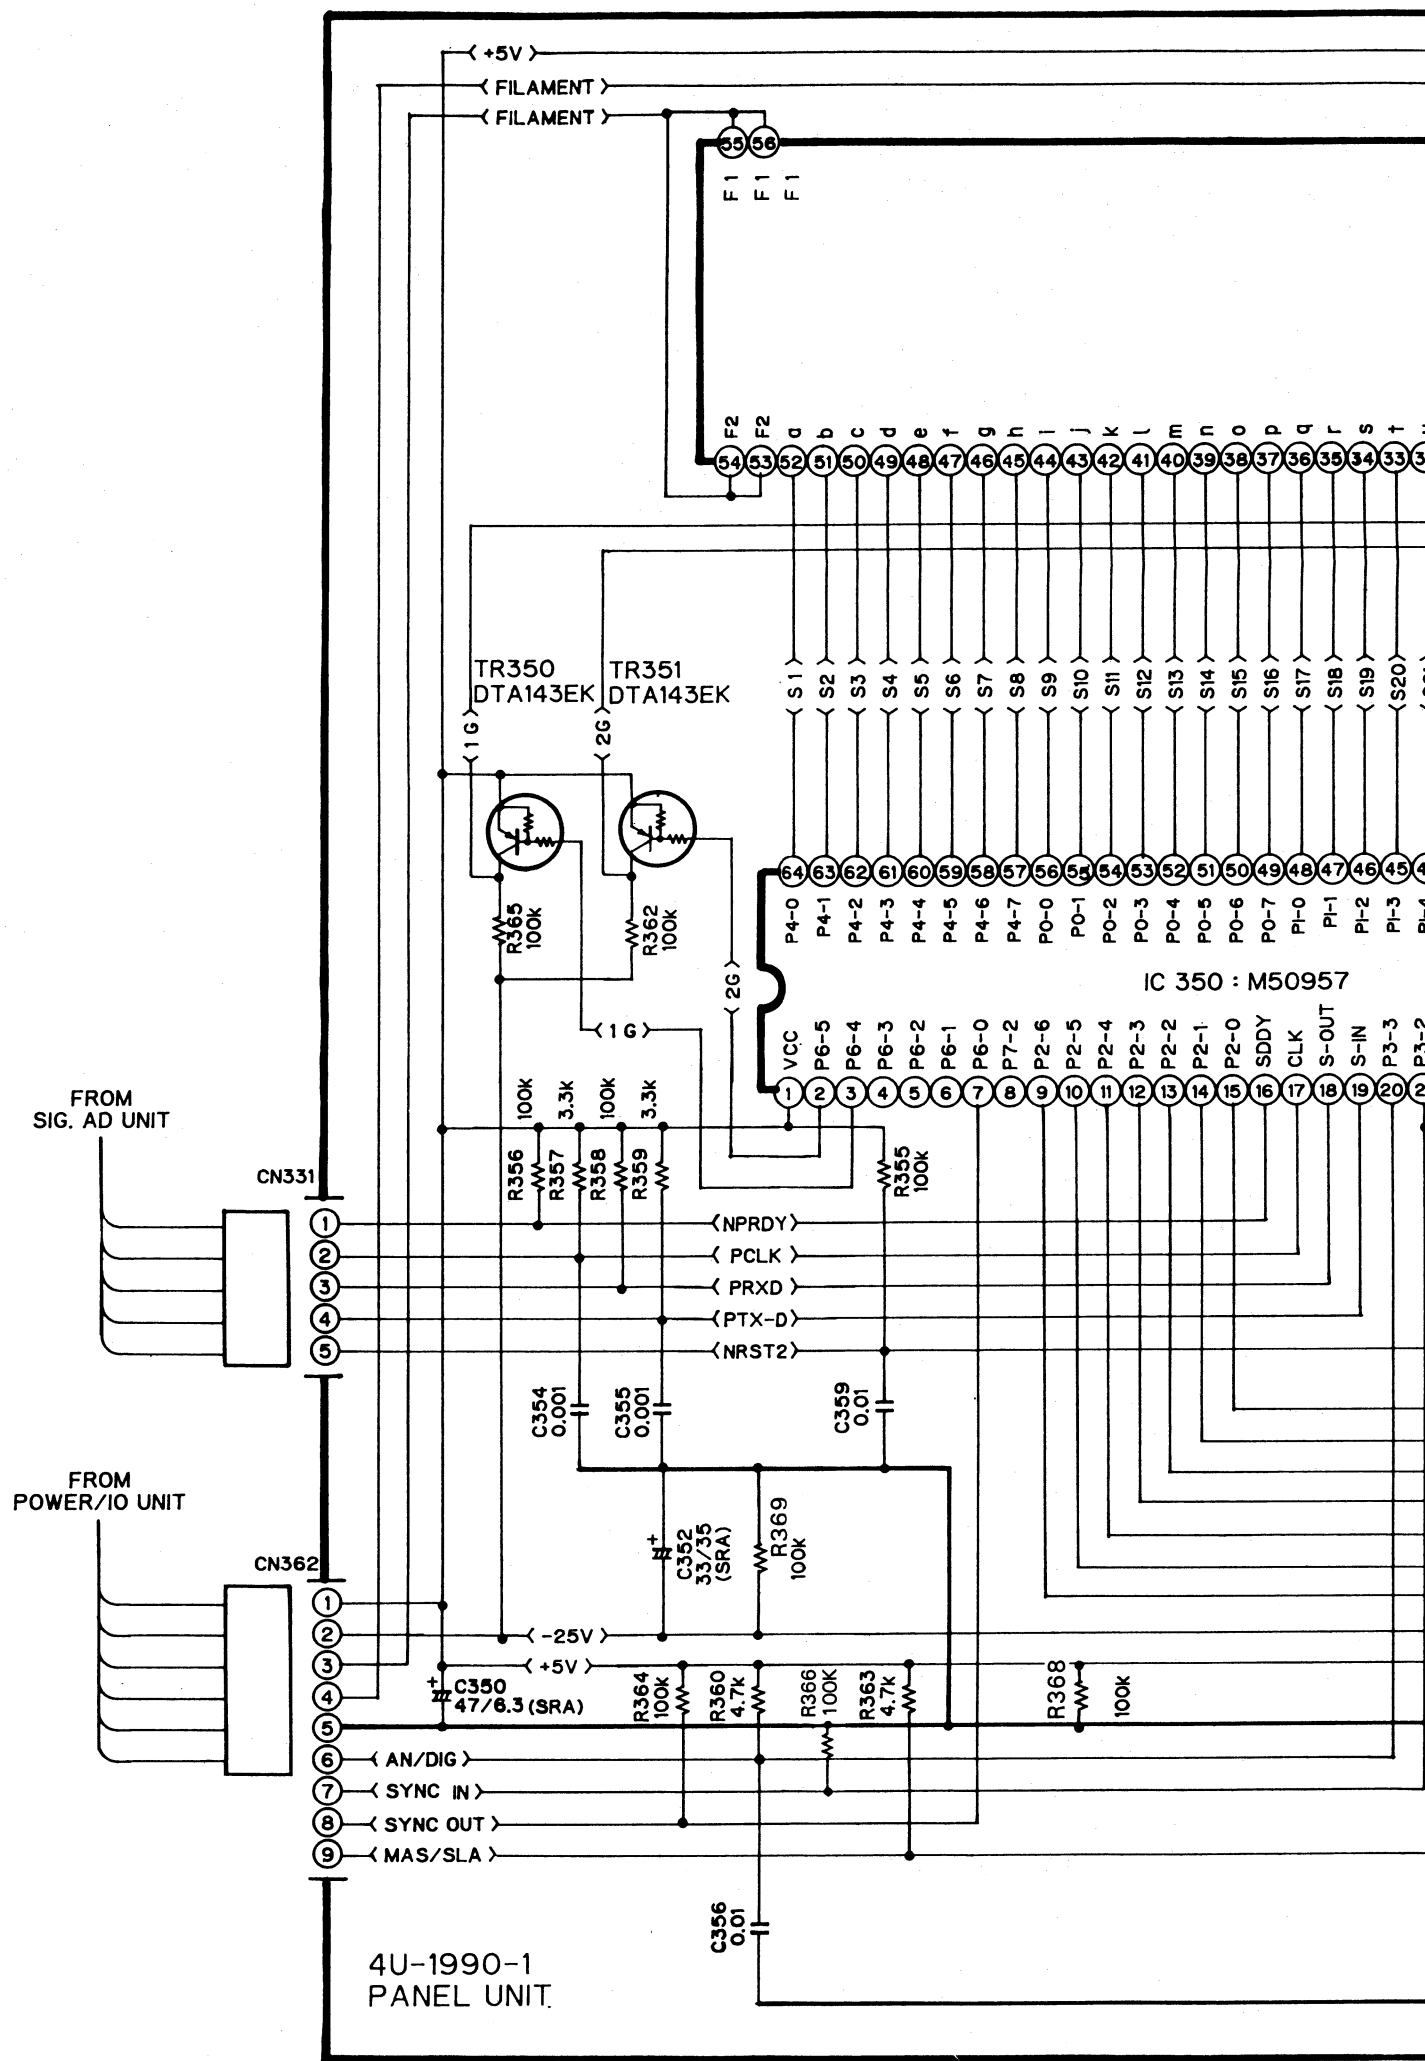 +5V
FILAMENT
FILAMENT
55 56
F1 F1 F1
F2 F2 a b c d e f g h i j k l m n o p q r s t
54 53 52 51 50 49 48 47 46 45 44 43 42 41 40 39 38 37 36 35 34 33
TR350
DTA143EK
TR351
DTA143EK
1G
2G
S1 S2 S3 S4 S5 S6 S7 S8 S9 S10 S11 S12 S13 S14 S15 S16 S17 S18 S19 S20
64 63 62 61 60 59 58 57 56 55 54 53 52 51 50 49 48 47 46 45
P4-0 P4-1 P4-2 P4-3 P4-4 P4-5 P4-6 P4-7 P0-0 P0-1 P0-2 P0-3 P0-4 P0-5 P0-6 P0-7 P1-0 P1-1 P1-2 P1-3 P1-4
R365
100k
R362
100k
2G
1G
IC 350 : M50957
VCC P6-5 P6-4 P6-3 P6-2 P6-1 P6-0 P7-2 P2-6 P2-5 P2-4 P2-3 P2-2 P2-1 P2-0 SDDY CLK S-OUT S-IN P3-3 P3-2
1 2 3 4 5 6 7 8 9 10 11 12 13 14 15 16 17 18 19 20
FROM
SIG. AD UNIT
CN331
100k 3.3k 100k 3.3k
R356 R357 R358 R359
R355
100k
1 NPRDY
2 PCLK
3 PRXD
4 PTX-D
5 NRST2
C354
0.001
C355
0.001
C359
0.01
FROM
POWER/IO UNIT
CN362
C352
33/35
(SRA)
R369
100k
1
2 -25V
3 +5V
4
5
C350
47/6.3 (SRA)
R364
100k
R360
4.7k
R366
100K
R363
4.7k
R368
100k
6 AN/DIG
7 SYNC IN
8 SYNC OUT
9 MAS/SLA
C356
0.01
4U-1990-1
PANEL UNIT